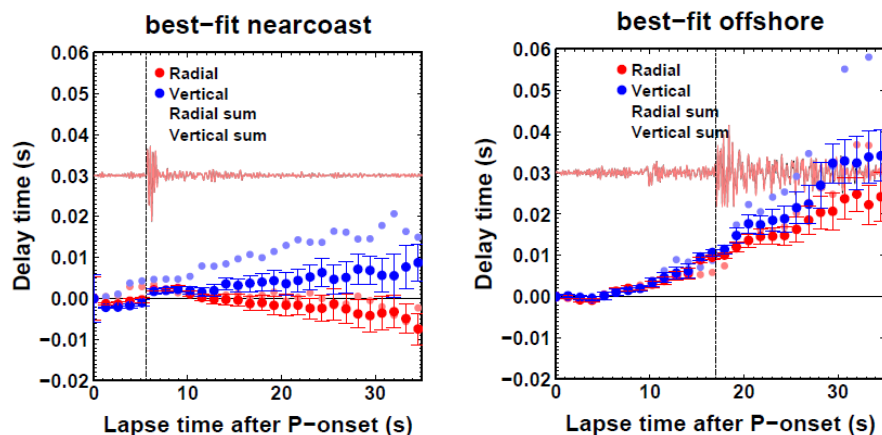 best-fit nearcoast
0.06
0.05
0.04
0.03
0.02
0.01
0.00
−0.01
−0.02
Delay time (s)
Radial
Vertical
Radial sum
Vertical sum
0
10
20
30
Lapse time after P-onset (s)
best-fit offshore
0.06
0.05
0.04
0.03
0.02
0.01
0.00
−0.01
−0.02
Delay time (s)
Radial
Vertical
Radial sum
Vertical sum
0
10
20
30
Lapse time after P-onset (s)